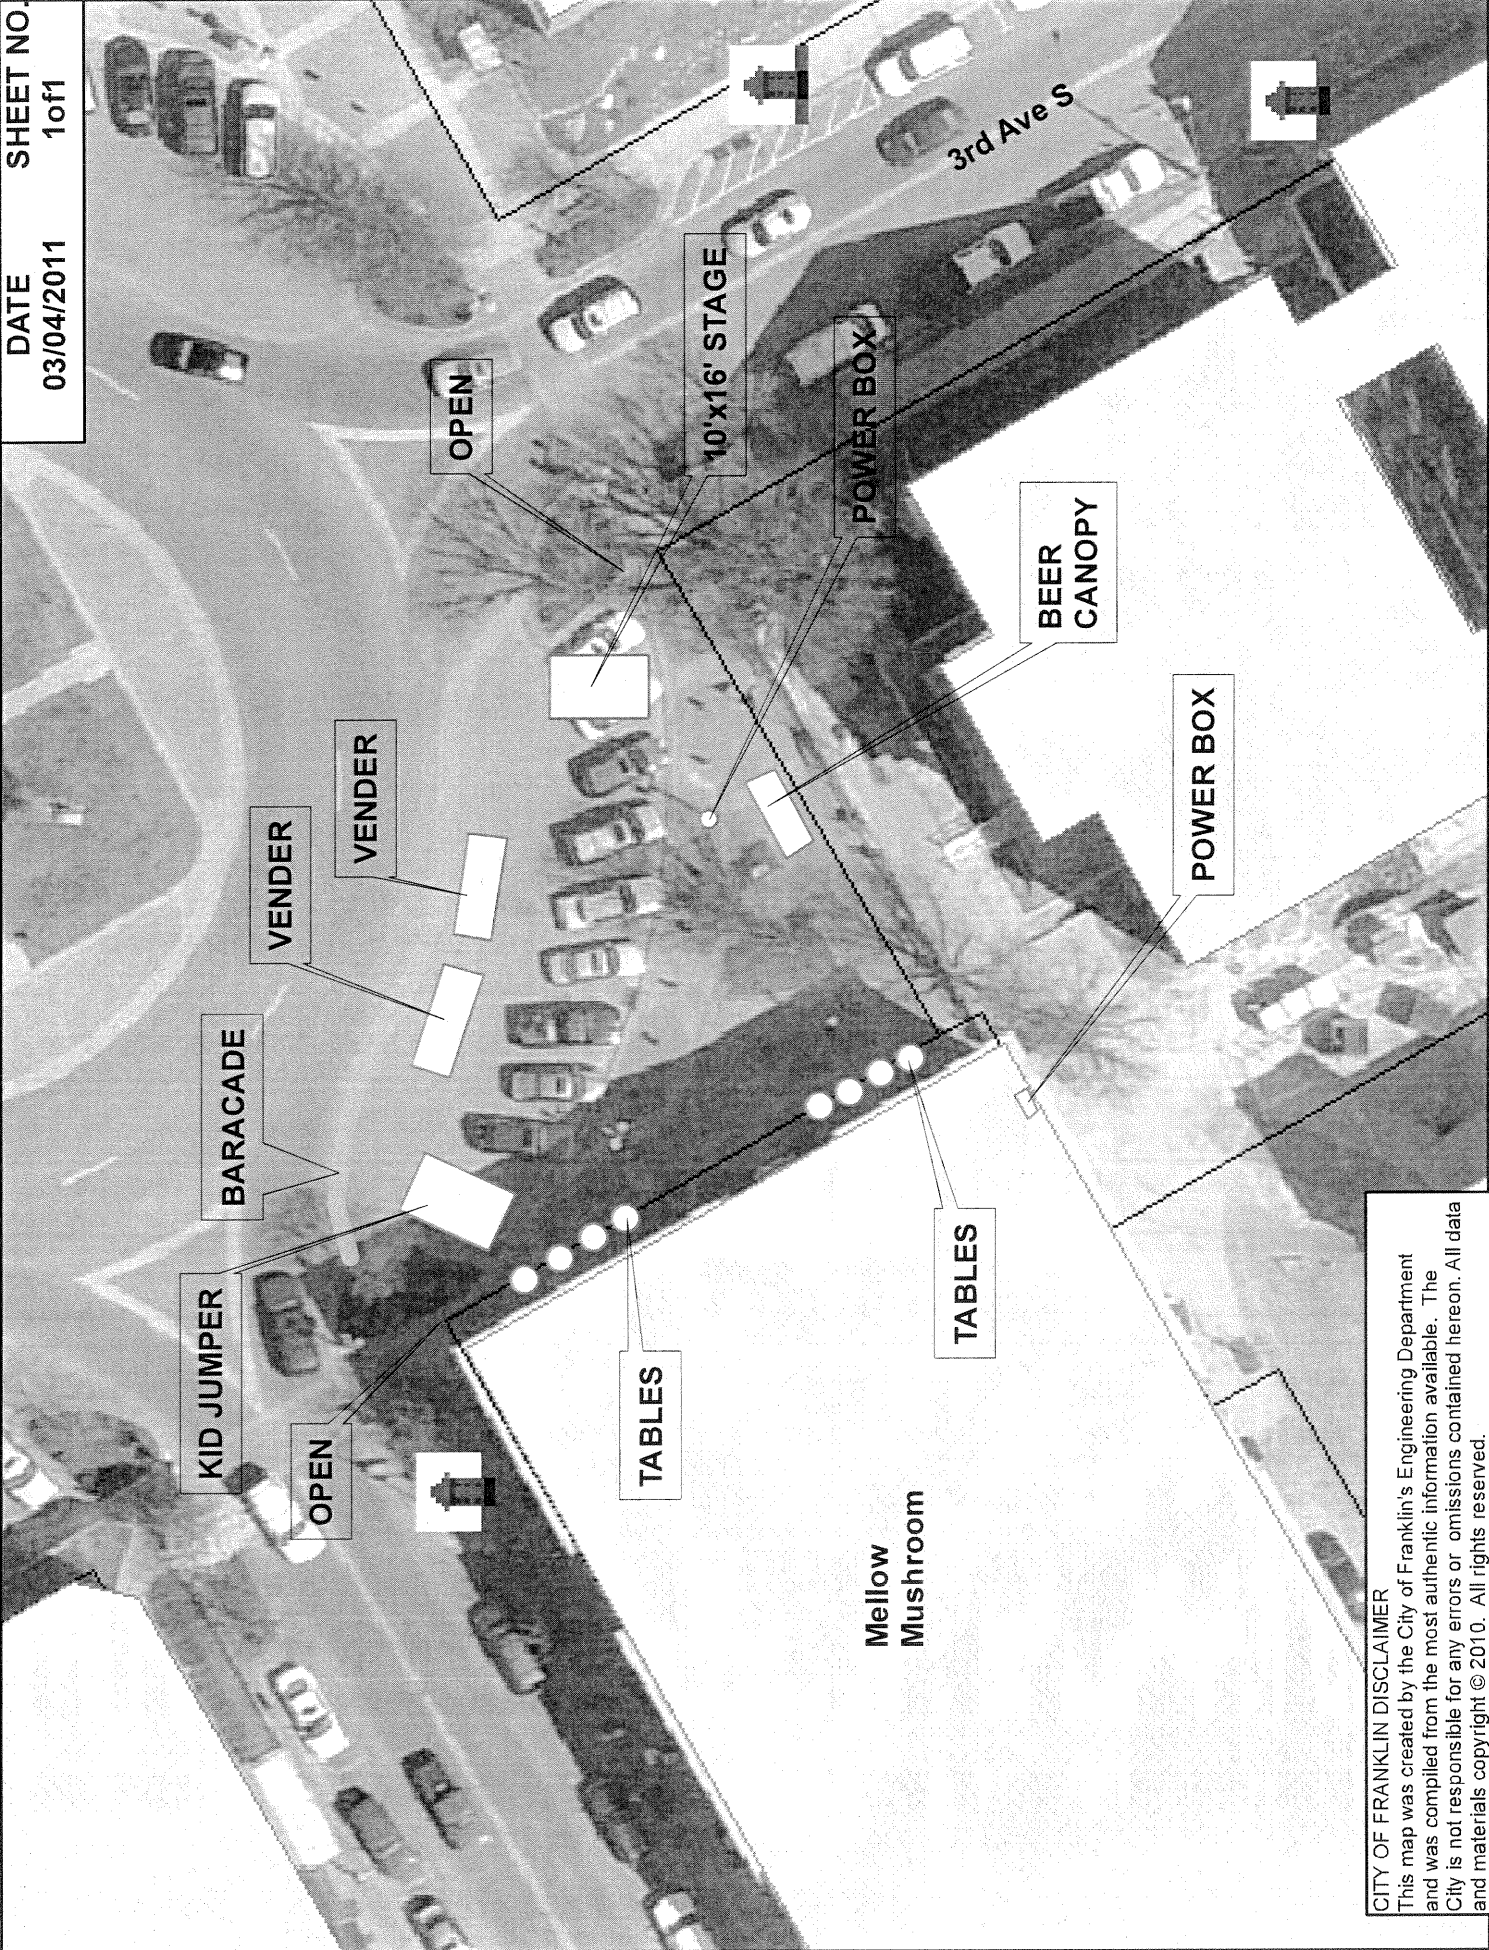 DATE
03/04/2011
SHEET NO.
1of1
3rd Ave S
OPEN
10'x16' STAGE
POWER BOX
BEER
CANOPY
POWER BOX
VENDER
VENDER
BARACADE
KID JUMPER
OPEN
TABLES
TABLES
Mellow
Mushroom
CITY OF FRANKLIN DISCLAIMER
This map was created by the City of Franklin's Engineering Department
and was compiled from the most authentic information available. The
City is not responsible for any errors or omissions contained hereon. All data
and materials copyright © 2010. All rights reserved.